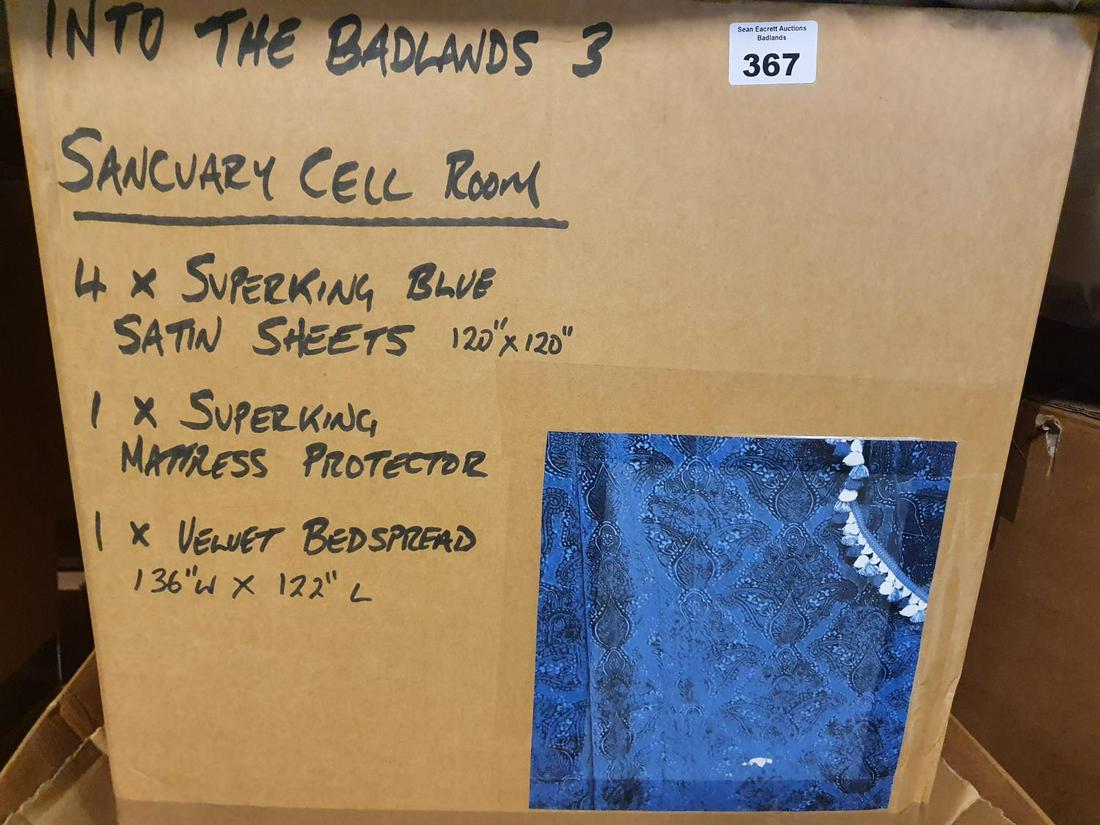 INTO THE BADLANDS 3
Sean Eacrett Auctions
Badlands
367
SANCUARY CELL ROOM
4 x SUPERKING BLUE
SATIN SHEETS 120" x 120"
1 x SUPERKING
MATTRESS PROTECTOR
1 x VELVET BEDSPREAD
136"W x 122" L